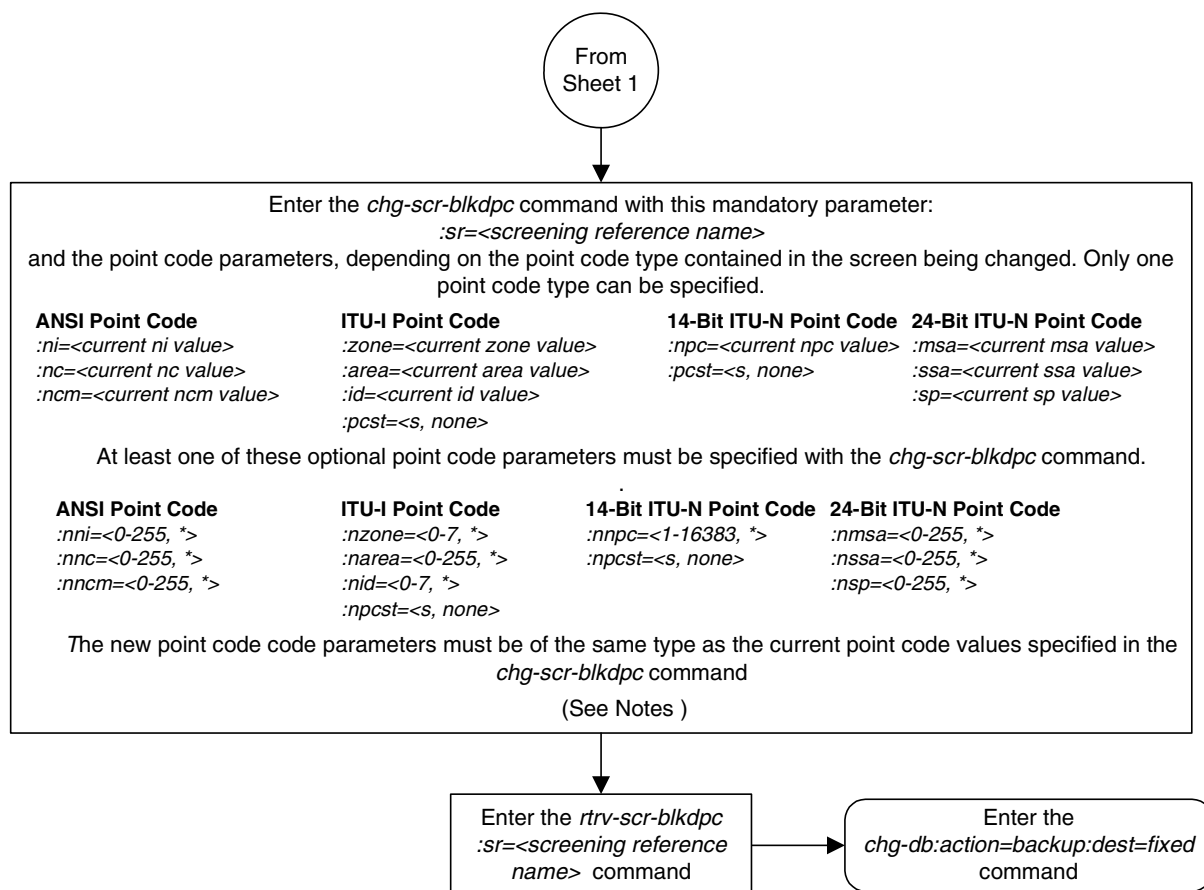 From
Sheet 1
Enter the chg-scr-blkdpc command with this mandatory parameter:
:sr=<screening reference name>
and the point code parameters, depending on the point code type contained in the screen being changed. Only one
point code type can be specified.
ANSI Point Code
:ni=<current ni value>
:nc=<current nc value>
:ncm=<current ncm value>
ITU-I Point Code
:zone=<current zone value>
:area=<current area value>
:id=<current id value>
:pcst=<s, none>
14-Bit ITU-N Point Code
:npc=<current npc value>
:pcst=<s, none>
24-Bit ITU-N Point Code
:msa=<current msa value>
:ssa=<current ssa value>
:sp=<current sp value>
At least one of these optional point code parameters must be specified with the chg-scr-blkdpc command.
.
ANSI Point Code
:nni=<0-255, *>
:nnc=<0-255, *>
:nncm=<0-255, *>
ITU-I Point Code
:nzone=<0-7, *>
:narea=<0-255, *>
:nid=<0-7, *>
:npcst=<s, none>
14-Bit ITU-N Point Code
:nnpc=<1-16383, *>
:npcst=<s, none>
24-Bit ITU-N Point Code
:nmsa=<0-255, *>
:nssa=<0-255, *>
:nsp=<0-255, *>
The new point code code parameters must be of the same type as the current point code values specified in the
chg-scr-blkdpc command
(See Notes )
Enter the rtrv-scr-blkdpc
:sr=<screening reference
name> command
Enter the
chg-db:action=backup:dest=fixed
command